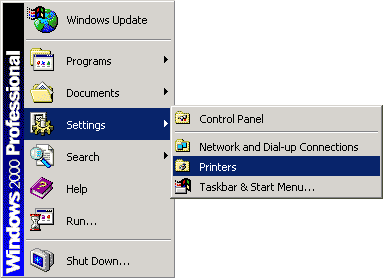 Windows 2000 Professional
Windows Update
Programs
Documents
Settings
Search
Help
Run...
Shut Down...
Control Panel
Network and Dial-up Connections
Printers
Taskbar & Start Menu...